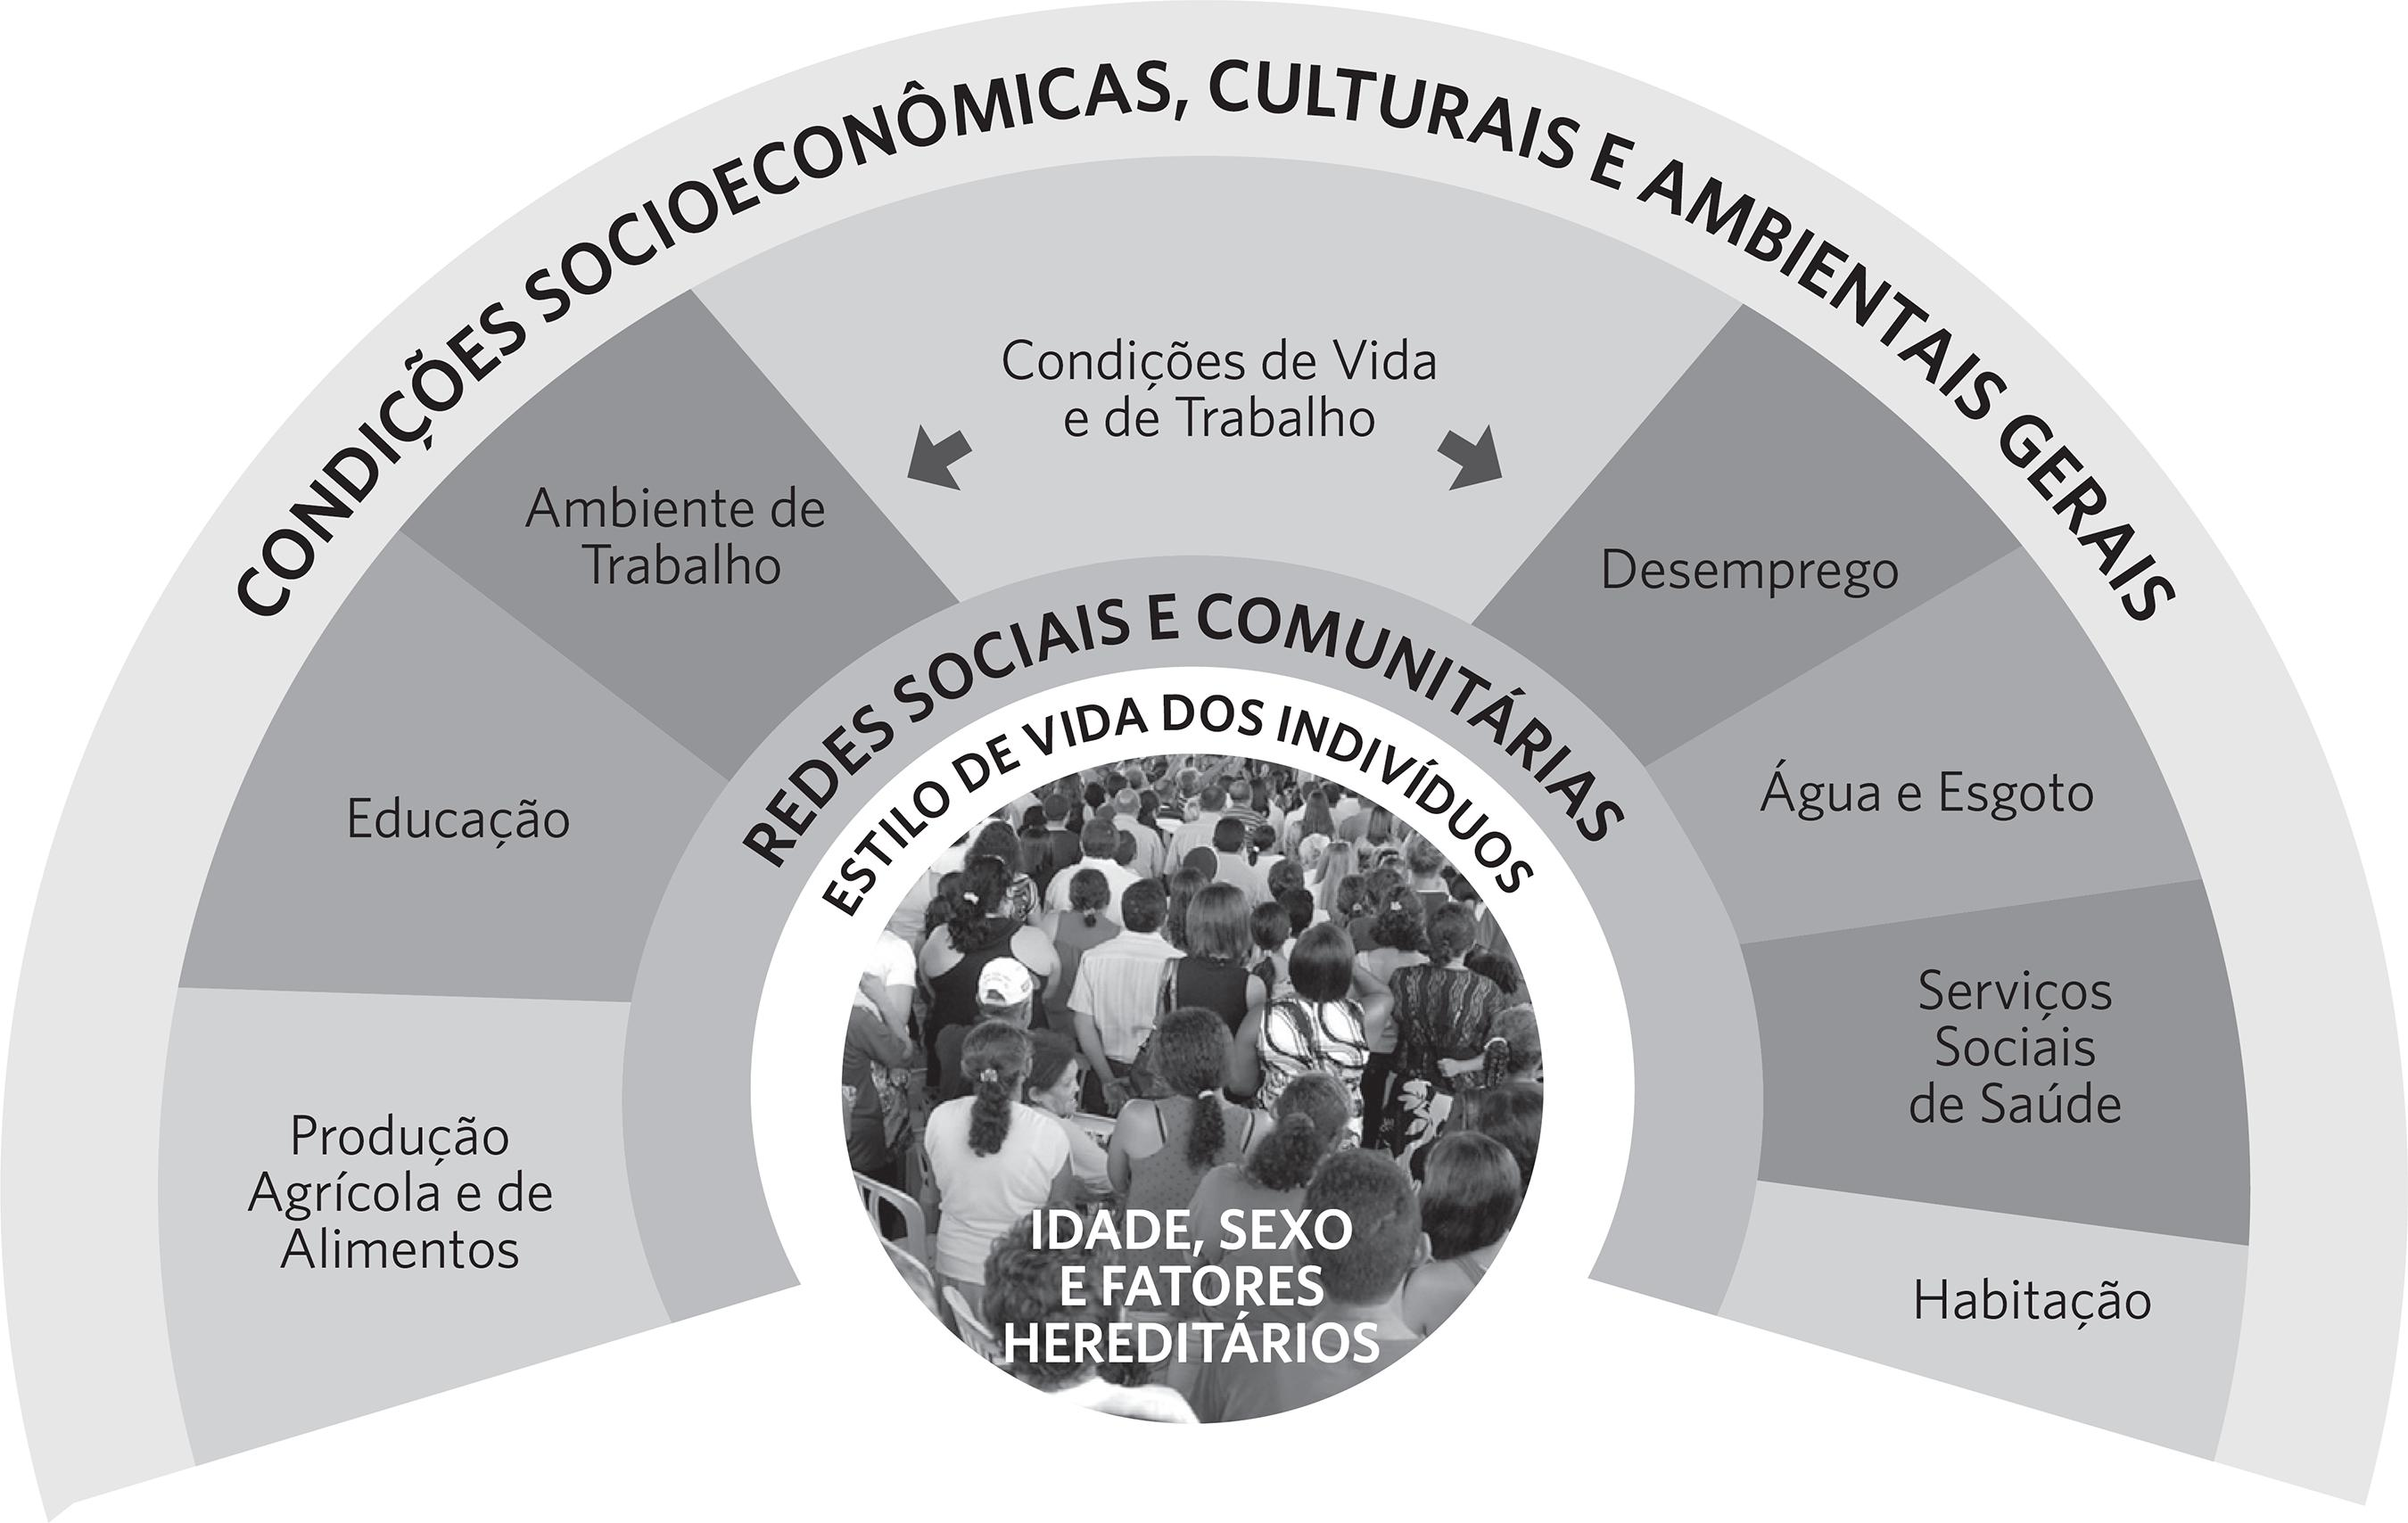 CONDIÇÕES SOCIOECONÔMICAS, CULTURAIS E AMBIENTAIS GERAIS
Condições de Vida
e de Trabalho
Ambiente de
Trabalho
Desemprego
Educação
Água e Esgoto
Produção
Agrícola e de
Alimentos
Serviços
Sociais
de Saúde
Habitação
REDES SOCIAIS E COMUNITÁRIAS
ESTILO DE VIDA DOS INDIVÍDUOS
IDADE, SEXO
E FATORES
HEREDITÁRIOS